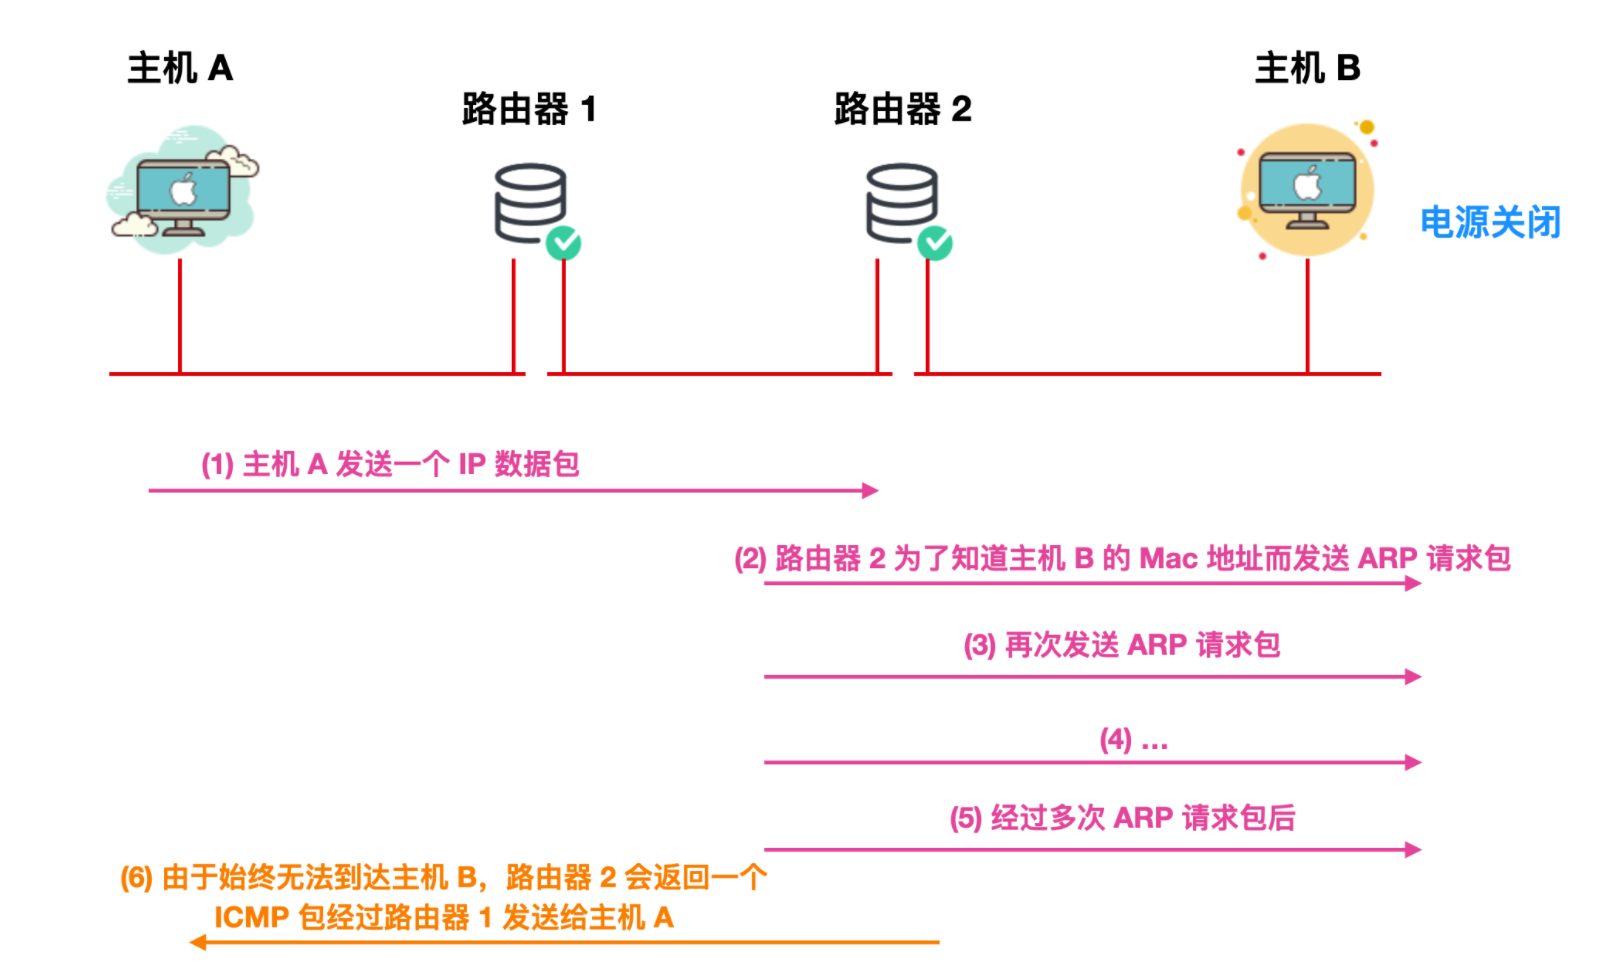 主机 A
主机 B
路由器 1
路由器 2
电源关闭
(1) 主机 A 发送一个 IP 数据包
(2) 路由器 2 为了知道主机 B 的 Mac 地址而发送 ARP 请求包
(3) 再次发送 ARP 请求包
(4) ...
(5) 经过多次 ARP 请求包后
(6) 由于始终无法到达主机 B，路由器 2 会返回一个
ICMP 包经过路由器 1 发送给主机 A